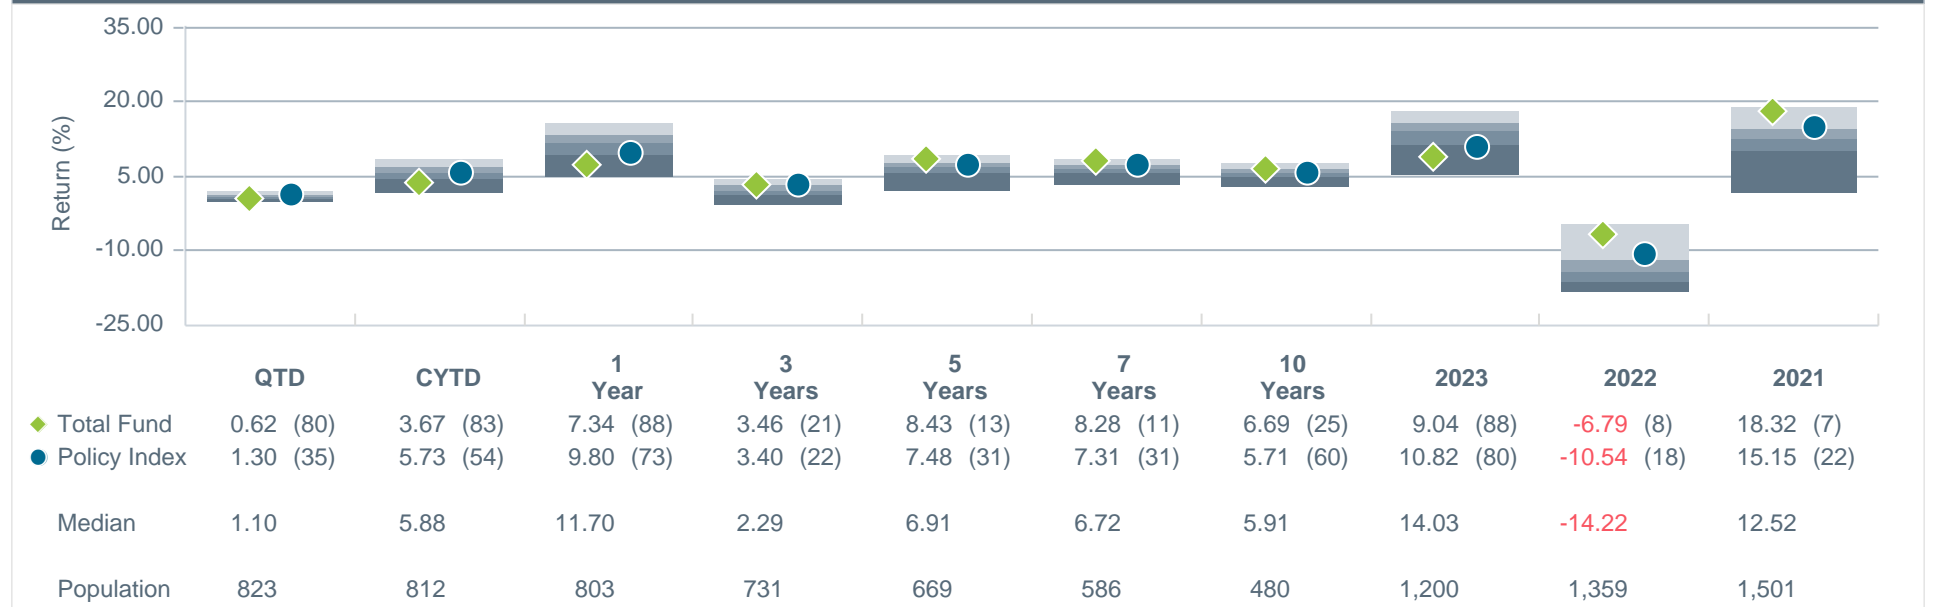 35.00
20.00
5.00
-10.00
-25.00
Return (%)
QTD CYTD 1 Year 3 Years 5 Years 7 Years 10 Years 2023 2022 2021
Total Fund 0.62 (80) 3.67 (83) 7.34 (88) 3.46 (21) 8.43 (13) 8.28 (11) 6.69 (25) 9.04 (88) -6.79 (8) 18.32 (7)
Policy Index 1.30 (35) 5.73 (54) 9.80 (73) 3.40 (22) 7.48 (31) 7.31 (31) 5.71 (60) 10.82 (80) -10.54 (18) 15.15 (22)
Median 1.10 5.88 11.70 2.29 6.91 6.72 5.91 14.03 -14.22 12.52
Population 823 812 803 731 669 586 480 1,200 1,359 1,501